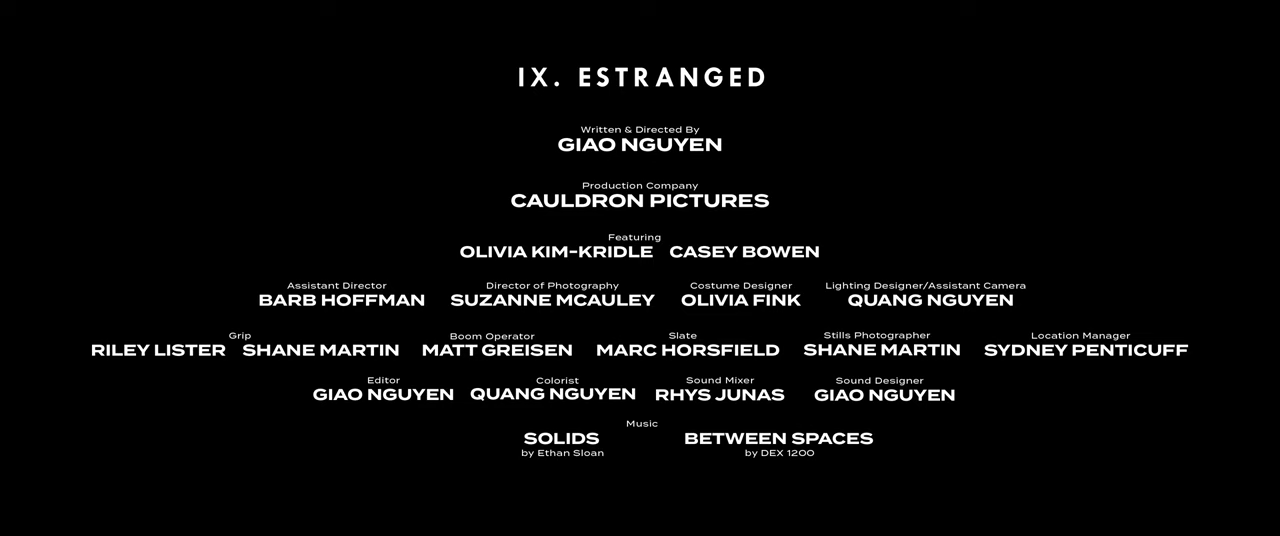 IX. ESTRANGED
Written & Directed By
GIAO NGUYEN
Production Company
CAULDRON PICTURES
Featuring
OLIVIA KIM-KRIDLE CASEY BOWEN
Assistant Director Director of Photography Costume Designer Lighting Designer/Assistant Camera
BARB HOFFMAN SUZANNE MCAULEY OLIVIA FINK QUANG NGUYEN
Grip Boom Operator Slate Stills Photographer Location Manager
RILEY LISTER SHANE MARTIN MATT GREISEN MARC HORSFIELD SHANE MARTIN SYDNEY PENTICUFF
Editor Colorist Sound Mixer Sound Designer
GIAO NGUYEN QUANG NGUYEN RHYS JUNAS GIAO NGUYEN
Music
SOLIDS BETWEEN SPACES
by Ethan Sloan by DEX 1200